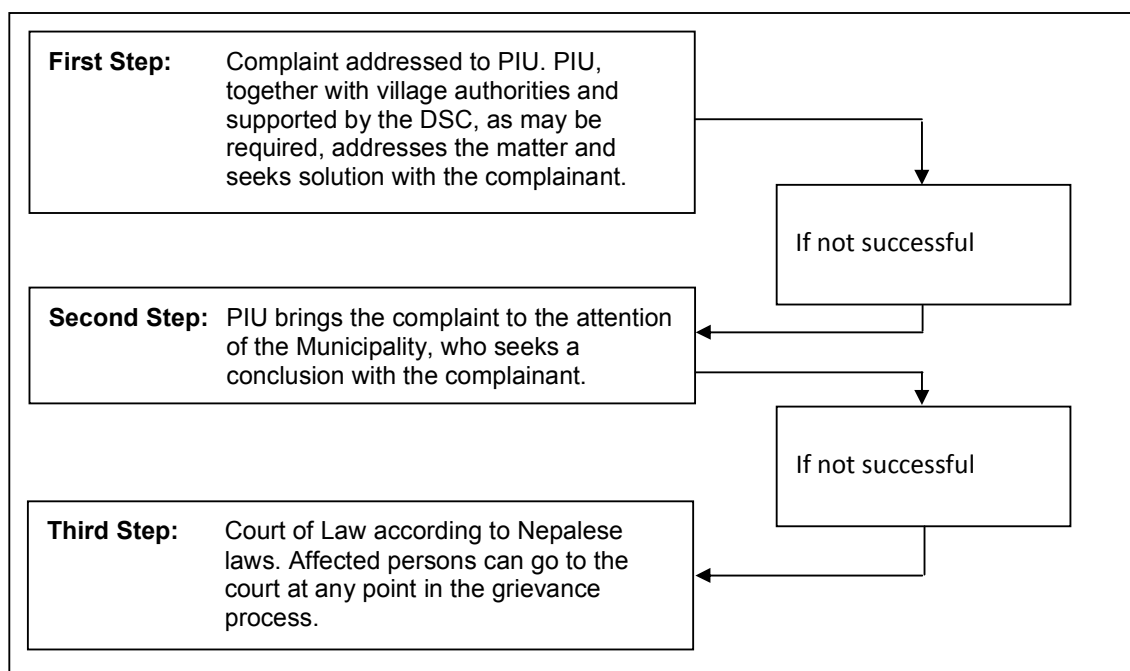 First Step: Complaint addressed to PIU. PIU,
together with village authorities and
supported by the DSC, as may be
required, addresses the matter and
seeks solution with the complainant.
If not successful
Second Step: PIU brings the complaint to the attention
of the Municipality, who seeks a
conclusion with the complainant.
If not successful
Third Step: Court of Law according to Nepalese
laws. Affected persons can go to the
court at any point in the grievance
process.